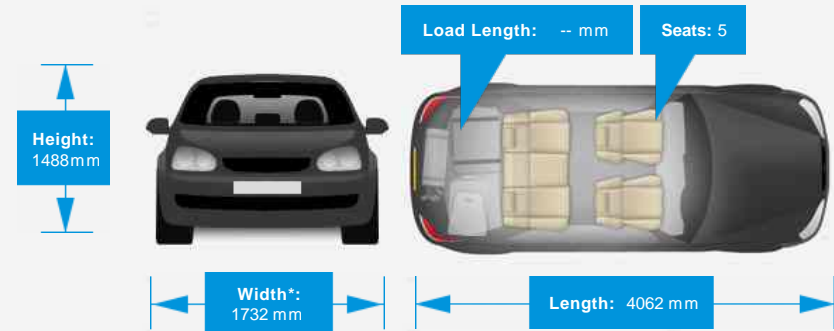 Load Length: -- mm
Seats: 5
Height:
1488mm
Width*:
1732 mm
Length: 4062 mm